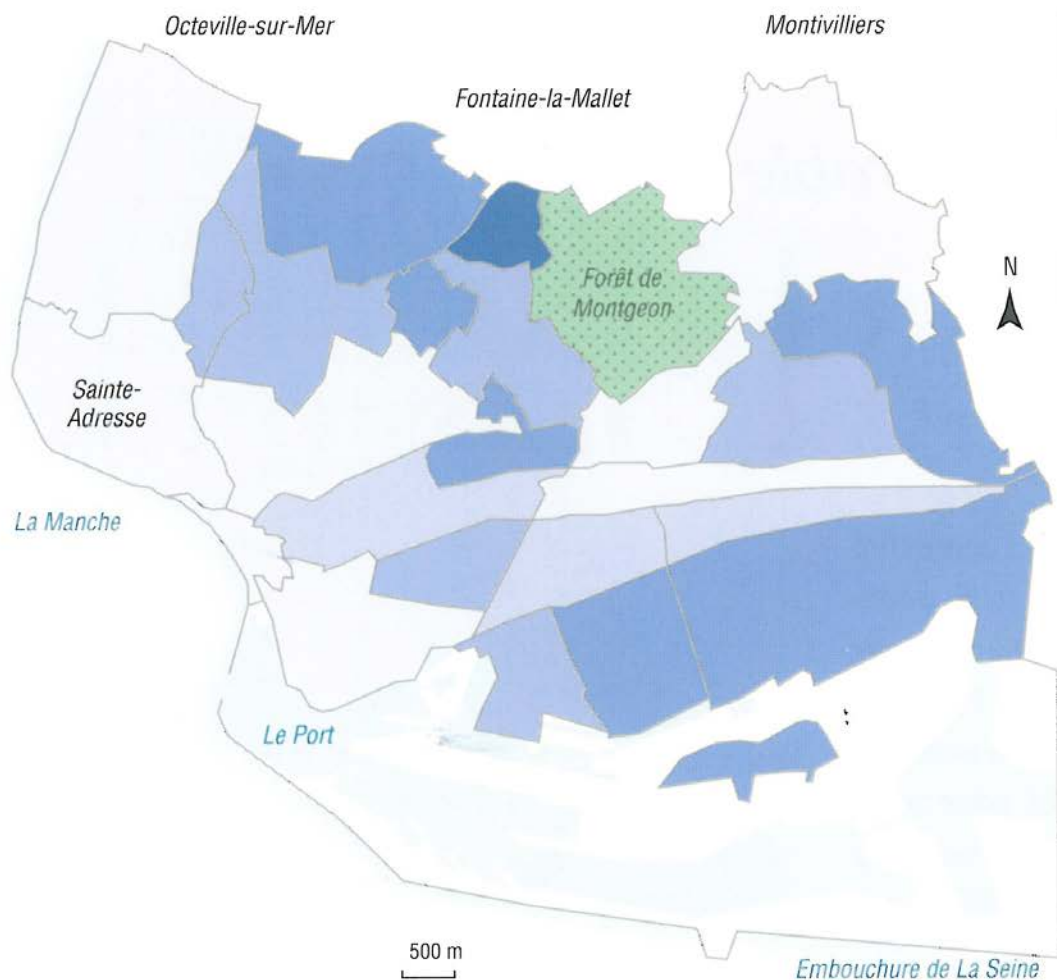 Octeville-sur-Mer
Montivilliers
Fontaine-la-Mallet
N
Forêt de
Montgeon
Sainte-
Adresse
La Manche
Le Port
500 m
Embouchure de La Seine